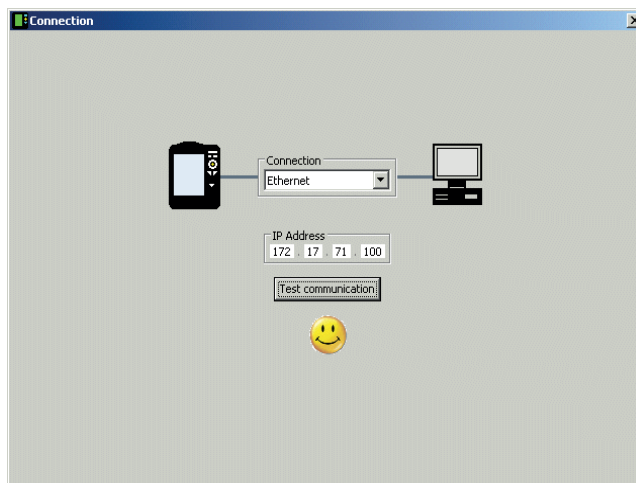 Connection
Connection
Ethernet
IP Address
172 . 17 . 71 . 100
Test communication